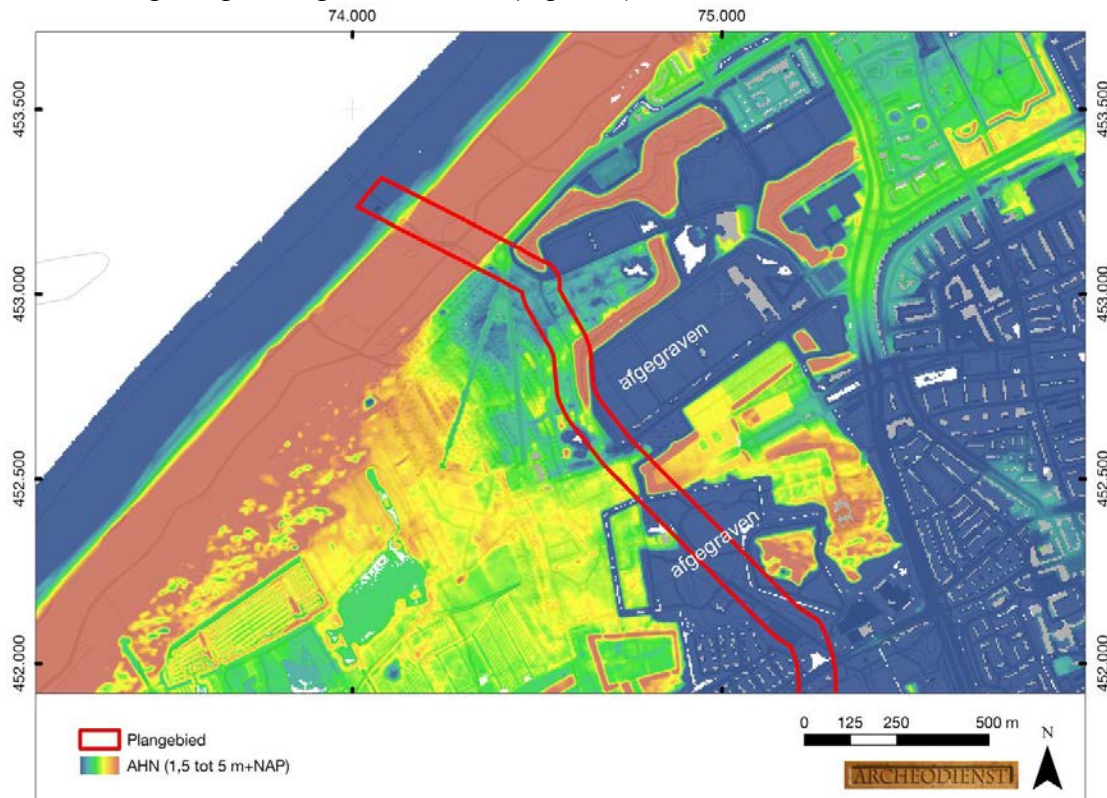 74.000 75.000
453.500 453.500
453.000 453.000
452.500 452.500
452.000 452.000
afgegraven
afgegraven
Plangebied
AHN (1,5 tot 5 m+NAP)
0 125 250 500 m
N
ARCHEODIENST